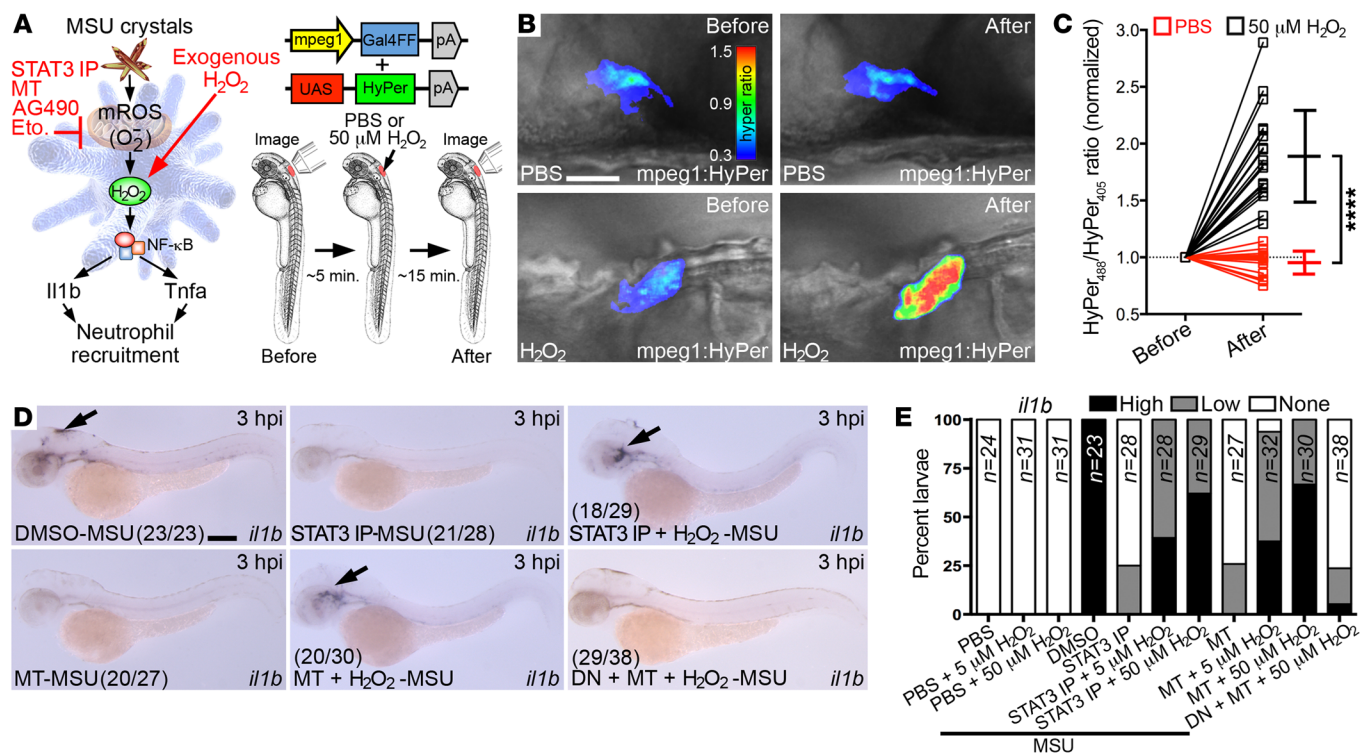 A
MSU crystals
STAT3 IP
MT
AG490
Eto.
Exogenous
H2O2
mROS
(O2-)
H2O2
NF-κB
Il1b
Tnfa
Neutrophil
recruitment
mpeg1
Gal4FF
pA
+
UAS
HyPer
pA
PBS or
50 μM H2O2
Image
Image
~5 min.
~15 min.
Before
After
B
Before
1.5
0.9
0.3
hyper ratio
PBS
mpeg1:HyPer
After
PBS
mpeg1:HyPer
Before
H2O2
mpeg1:HyPer
After
H2O2
mpeg1:HyPer
C
PBS
50 μM H2O2
HyPer488/HyPer405 ratio (normalized)
3.0
2.5
2.0
1.5
1.0
0.5
Before
After
****
D
3 hpi
DMSO-MSU (23/23)
il1b
3 hpi
STAT3 IP-MSU (21/28)
il1b
3 hpi
(18/29)
STAT3 IP + H2O2 -MSU
il1b
3 hpi
MT-MSU (20/27)
il1b
3 hpi
(20/30)
MT + H2O2 -MSU
il1b
3 hpi
(29/38)
DN + MT + H2O2 -MSU
il1b
E
il1b
High
Low
None
Percent larvae
100
75
50
25
0
n=24
n=31
n=31
n=23
n=28
n=28
n=29
n=27
n=32
n=30
n=38
PBS
PBS + 5 μM H2O2
PBS + 50 μM H2O2
DMSO
STAT3 IP
STAT3 IP + 5 μM H2O2
STAT3 IP + 50 μM H2O2
MT
MT + 5 μM H2O2
MT + 50 μM H2O2
DN + MT + 50 μM H2O2
MSU